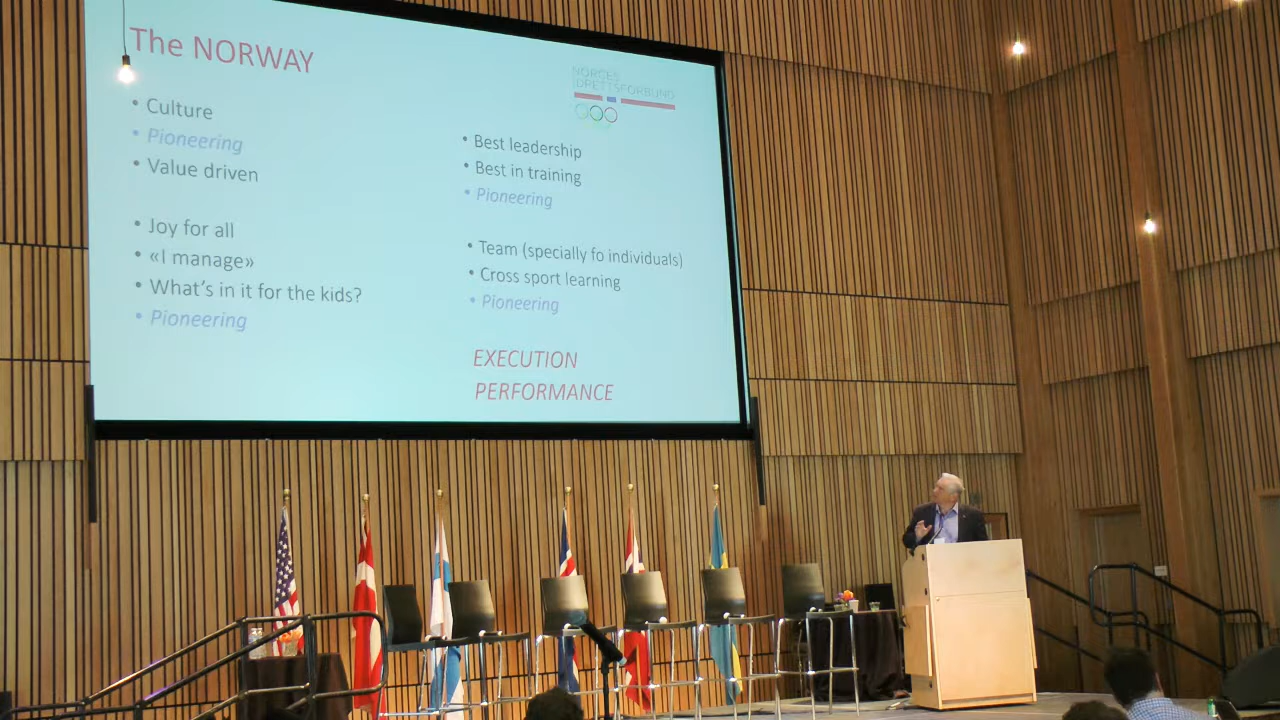 The NORWAY
• Culture
• Pioneering
• Value driven
• Joy for all
• «I manage»
• What's in it for the kids?
• Pioneering
NORGES
IDRETTSFORBUND
• Best leadership
• Best in training
• Pioneering
• Team (specially fo individuals)
• Cross sport learning
• Pioneering
EXECUTION
PERFORMANCE